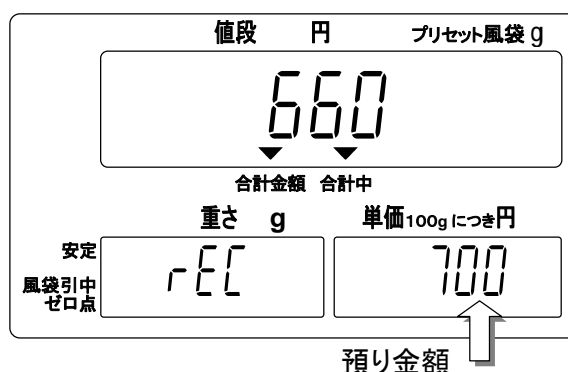 値段 円 プリセット風袋 g
660
合計金額 合計中
重さ g 単価100gにつき円
安定
風袋引中
ゼロ点
rEC 700
預り金額